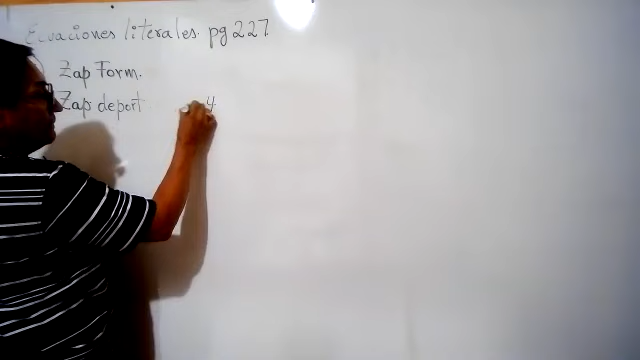 Ecuaciones literales. pg 227
Zap Form.
Zap deport 4